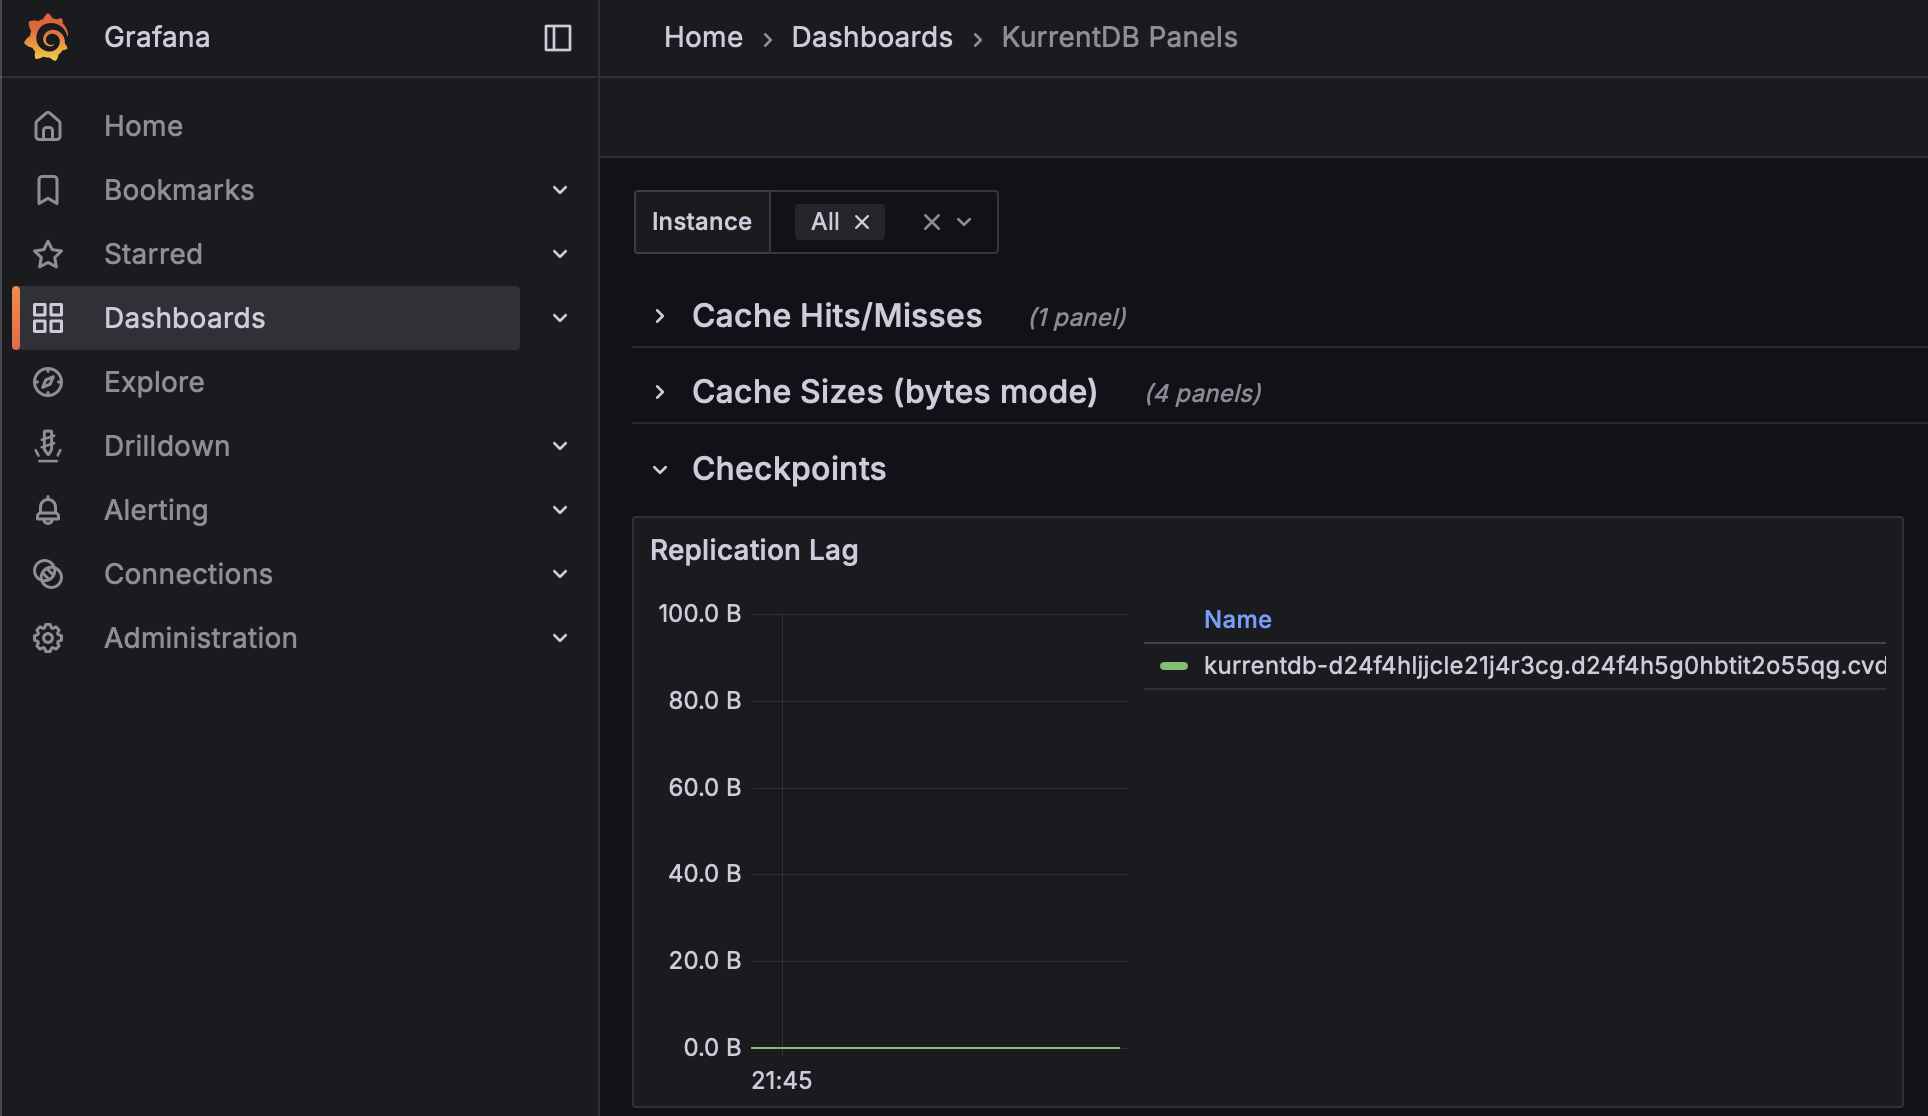 Grafana
Home
Bookmarks
Starred
Dashboards
Explore
Drilldown
Alerting
Connections
Administration
Home > Dashboards > KurrentDB Panels
Instance All
Cache Hits/Misses (1 panel)
Cache Sizes (bytes mode) (4 panels)
Checkpoints
Replication Lag
100.0 B
80.0 B
60.0 B
40.0 B
20.0 B
0.0 B
21:45
Name
kurrentdb-d24f4hljjcle21j4r3cg.d24f4h5g0hbtit2o55qg.cvd